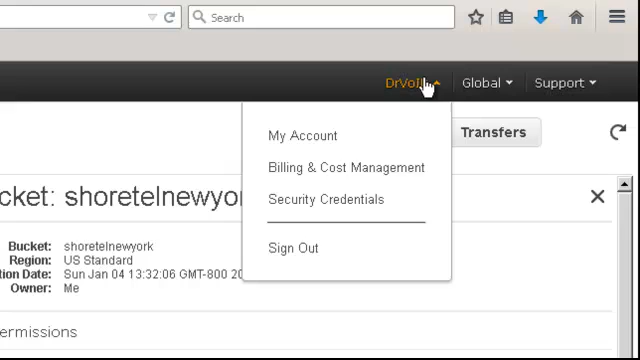 Search
DrVoIP
Global
Support
My Account
Billing & Cost Management
Security Credentials
Sign Out
Transfers
cket: shoretelnewyor
Bucket: shoretelnewyork
Region: US Standard
tion Date: Sun Jan 04 13:32:06 GMT-800 20
Owner: Me
ermissions